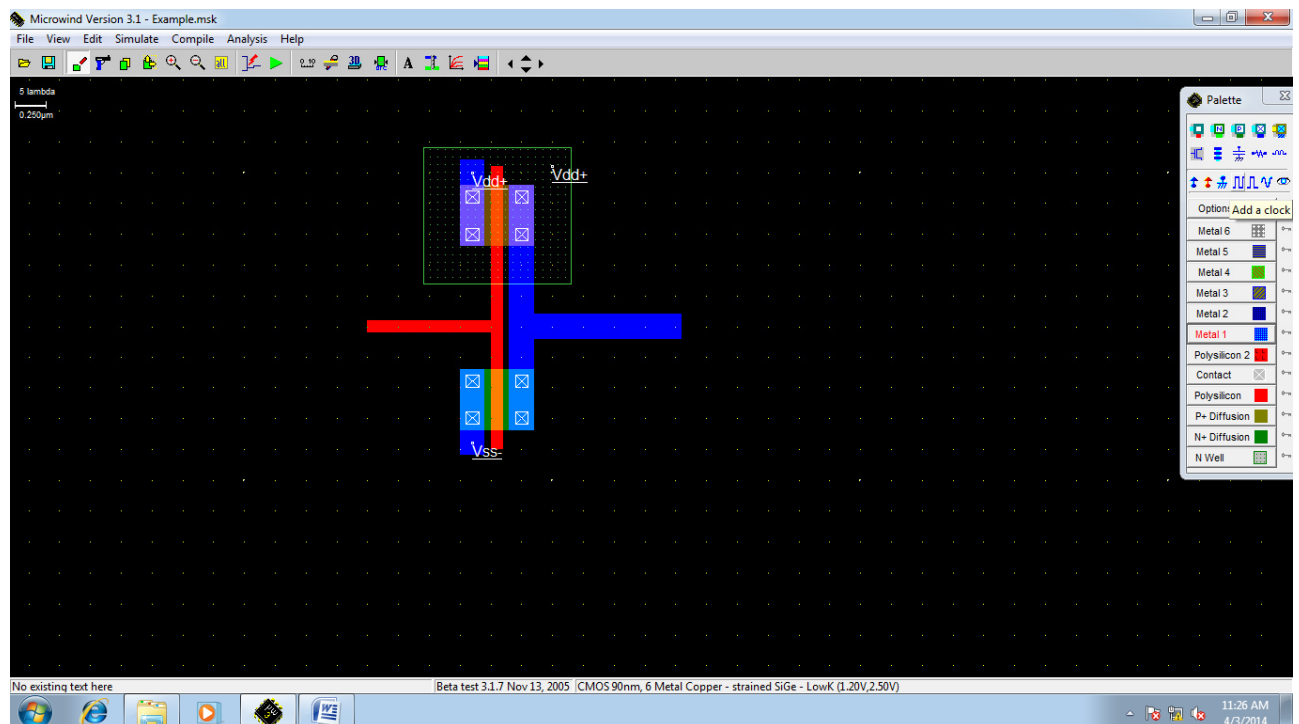 Microwind Version 3.1 - Example.msk
File View Edit Simulate Compile Analysis Help
A
5 lambda
0.250µm
Vdd+
Vdd+
Vss-
Palette
Add a clock
Metal 6
Metal 5
Metal 4
Metal 3
Metal 2
Metal 1
Polysilicon 2
Contact
Polysilicon
P+ Diffusion
N+ Diffusion
N Well
No existing text here
Beta test 3.1.7 Nov 13, 2005 CMOS 90nm, 6 Metal Copper - strained SiGe - LowK (1.20V,2.50V)
11:26 AM
4/3/2014